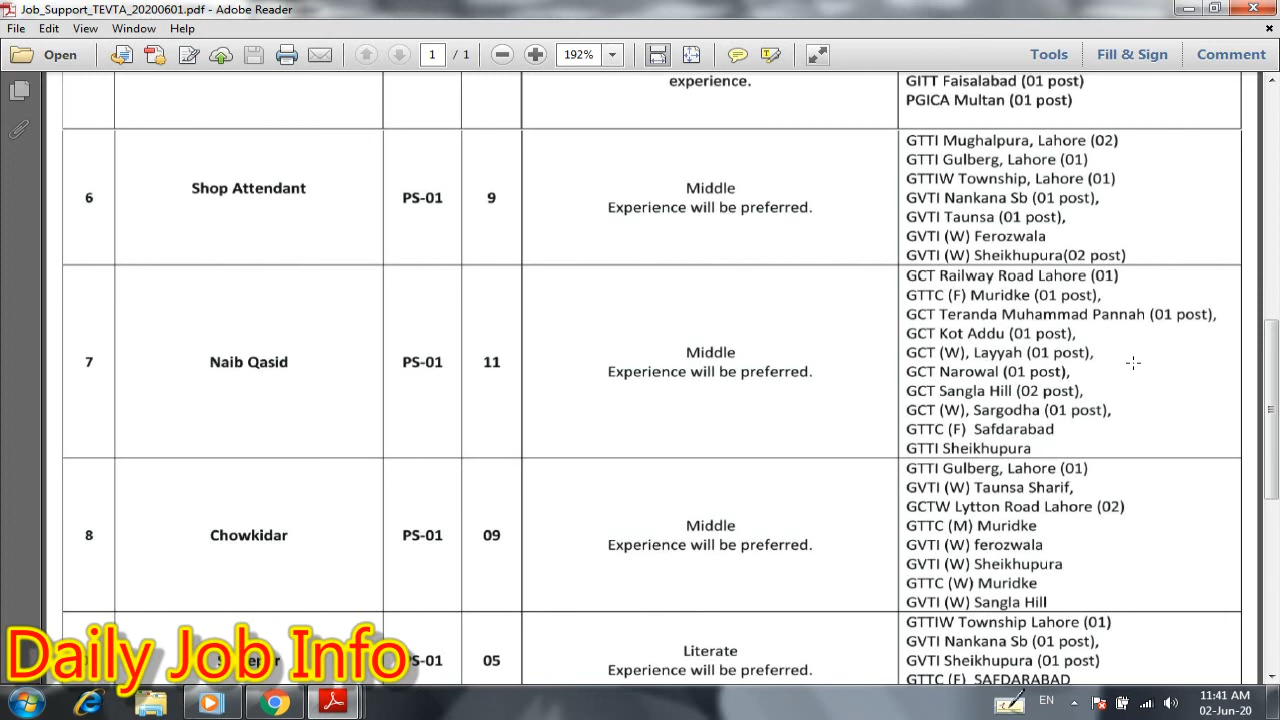 Job_Support_TEVTA_20200601.pdf - Adobe Reader
File Edit View Window Help
Open 1 / 1 192% Tools Fill & Sign Comment
experience.
GITT Faisalabad (01 post)
PGICA Multan (01 post)
6
Shop Attendant
PS-01
9
Middle
Experience will be preferred.
GTTI Mughalpura, Lahore (02)
GTTI Gulberg, Lahore (01)
GTTIW Township, Lahore (01)
GVTI Nankana Sb (01 post),
GVTI Taunsa (01 post),
GVTI (W) Ferozwala
GVTI (W) Sheikhupura(02 post)
7
Naib Qasid
PS-01
11
Middle
Experience will be preferred.
GCT Railway Road Lahore (01)
GTTC (F) Muridke (01 post),
GCT Teranda Muhammad Pannah (01 post),
GCT Kot Addu (01 post),
GCT (W), Layyah (01 post),
GCT Narowal (01 post),
GCT Sangla Hill (02 post),
GCT (W), Sargodha (01 post),
GTTC (F) Safdarabad
GTTI Sheikhupura
8
Chowkidar
PS-01
09
Middle
Experience will be preferred.
GTTI Gulberg, Lahore (01)
GVTI (W) Taunsa Sharif,
GCTW Lytton Road Lahore (02)
GTTC (M) Muridke
GVTI (W) ferozwala
GVTI (W) Sheikhupura
GTTC (W) Muridke
GVTI (W) Sangla Hill
PS-01
05
Literate
Experience will be preferred.
GTTIW Township Lahore (01)
GVTI Nankana Sb (01 post),
GVTI Sheikhupura (01 post)
GTTC (F) SAFDARABAD
Daily Job Info
EN
11:41 AM
02-Jun-20